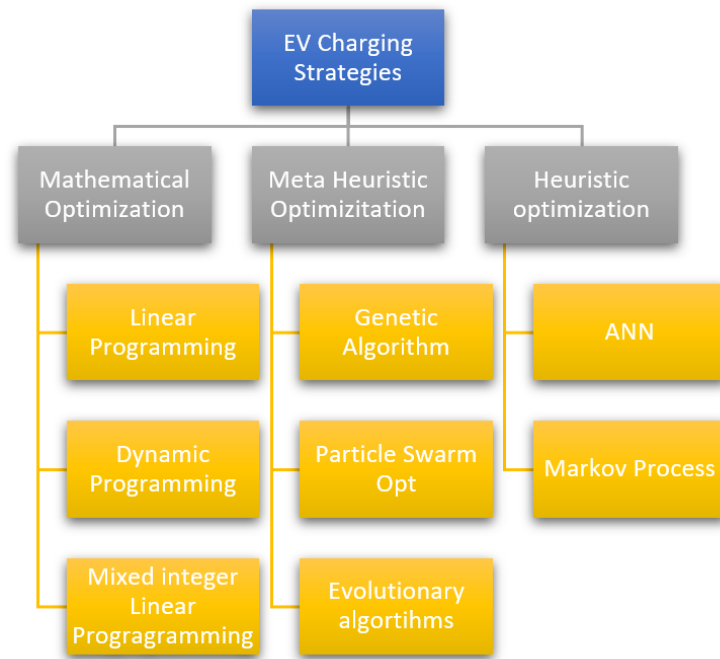 EV Charging
Strategies
Mathematical
Optimization
Meta Heuristic
Optimizitation
Heuristic
optimization
Linear
Programming
Genetic
Algorithm
ANN
Dynamic
Programming
Particle Swarm
Opt
Markov Process
Mixed integer
Linear
Progragramming
Evolutionary
algortihms